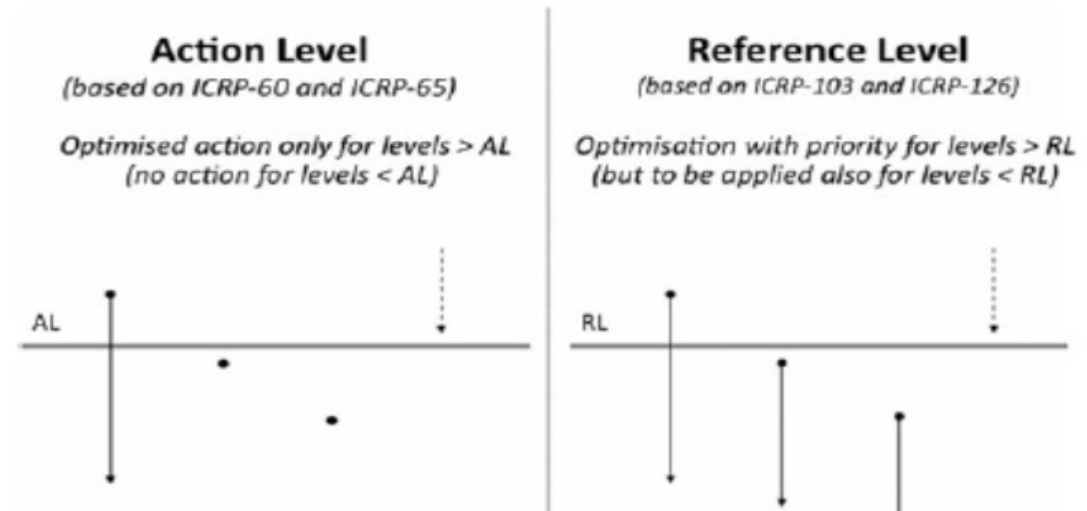 Action Level
(based on ICRP-60 and ICRP-65)
Optimised action only for levels > AL
(no action for levels < AL)
AL
Reference Level
(based on ICRP-103 and ICRP-126)
Optimisation with priority for levels > RL
(but to be applied also for levels < RL)
RL